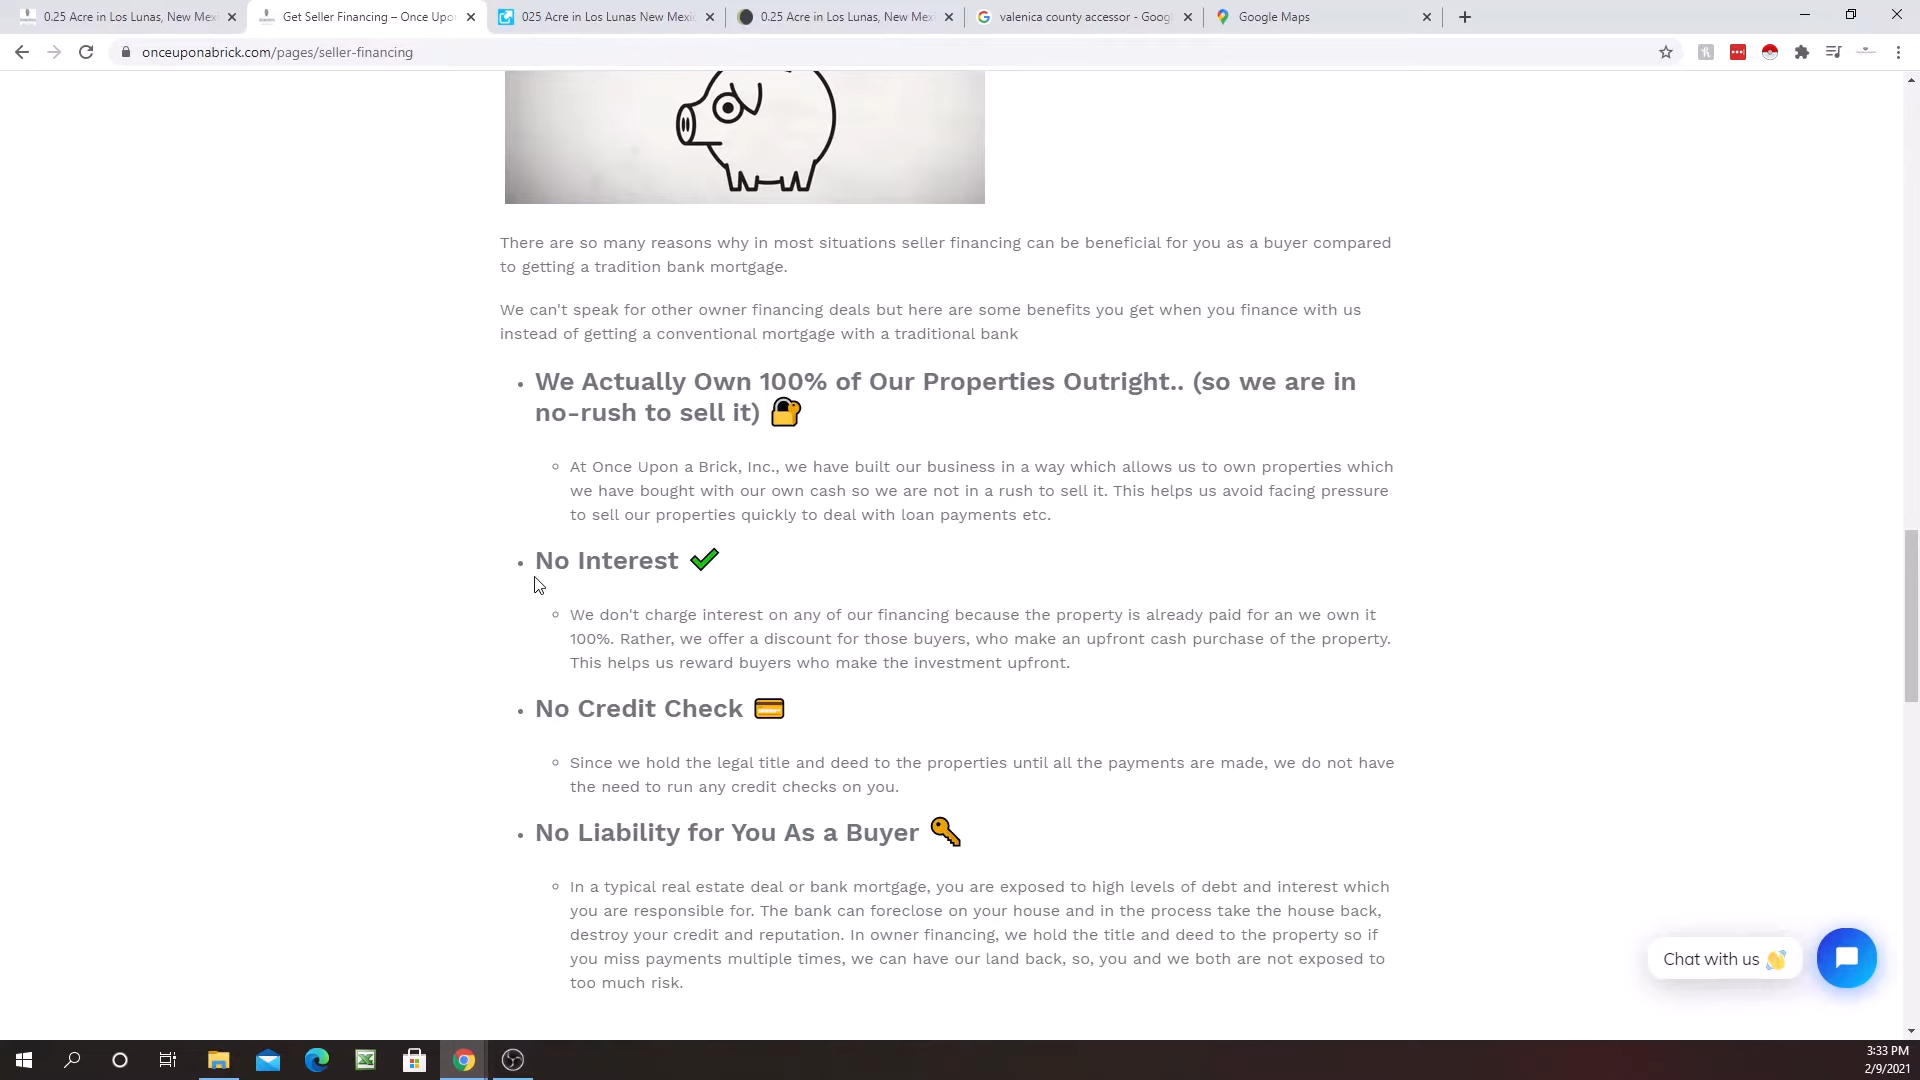 0.25 Acre in Los Lunas, New Mexi
Get Seller Financing – Once Upo
025 Acre in Los Lunas New Mexic
0.25 Acre in Los Lunas, New Mexi
valenica county accessor - Goog
Google Maps
onceuponabrick.com/pages/seller-financing
There are so many reasons why in most situations seller financing can be beneficial for you as a buyer compared
to getting a tradition bank mortgage.
We can't speak for other owner financing deals but here are some benefits you get when you finance with us
instead of getting a conventional mortgage with a traditional bank
We Actually Own 100% of Our Properties Outright.. (so we are in
no-rush to sell it)
At Once Upon a Brick, Inc., we have built our business in a way which allows us to own properties which
we have bought with our own cash so we are not in a rush to sell it. This helps us avoid facing pressure
to sell our properties quickly to deal with loan payments etc.
No Interest
We don't charge interest on any of our financing because the property is already paid for an we own it
100%. Rather, we offer a discount for those buyers, who make an upfront cash purchase of the property.
This helps us reward buyers who make the investment upfront.
No Credit Check
Since we hold the legal title and deed to the properties until all the payments are made, we do not have
the need to run any credit checks on you.
No Liability for You As a Buyer
In a typical real estate deal or bank mortgage, you are exposed to high levels of debt and interest which
you are responsible for. The bank can foreclose on your house and in the process take the house back,
destroy your credit and reputation. In owner financing, we hold the title and deed to the property so if
you miss payments multiple times, we can have our land back, so, you and we both are not exposed to
too much risk.
Chat with us
3:33 PM
2/9/2021